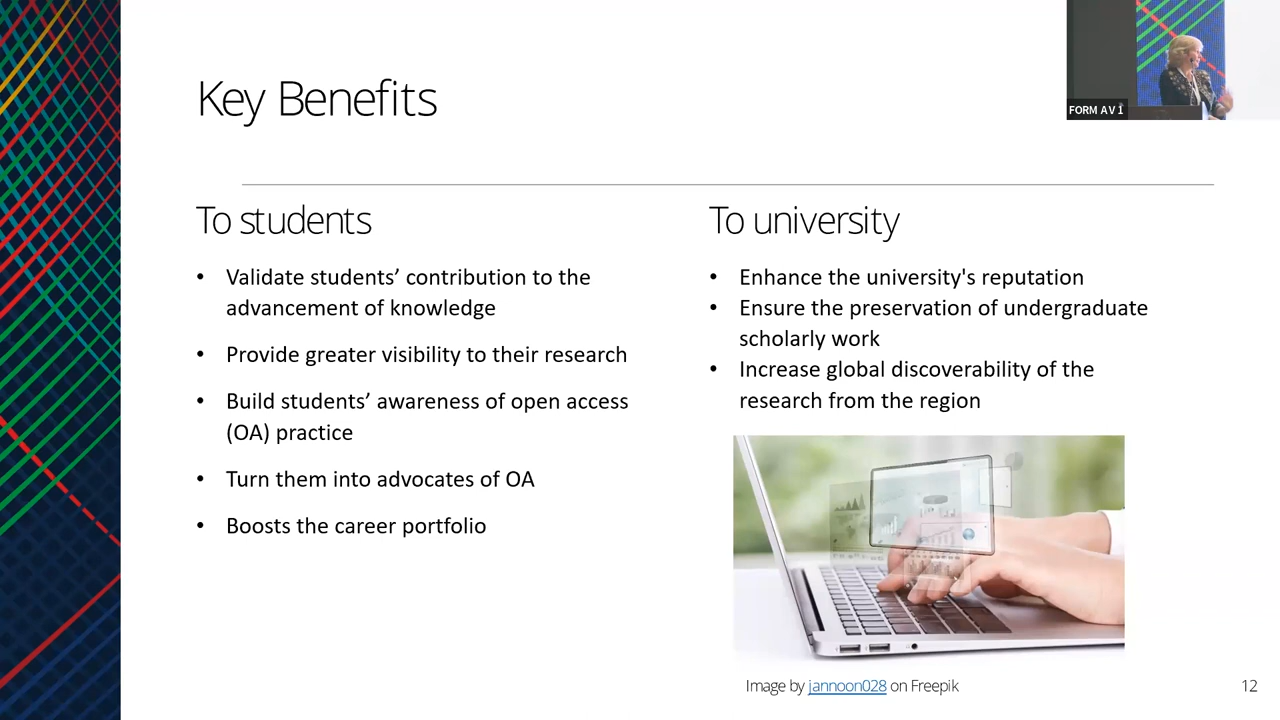 Key Benefits
FORM AV 1
To students
• Validate students’ contribution to the
advancement of knowledge
• Provide greater visibility to their research
• Build students’ awareness of open access
(OA) practice
• Turn them into advocates of OA
• Boosts the career portfolio
To university
• Enhance the university's reputation
• Ensure the preservation of undergraduate
scholarly work
• Increase global discoverability of the
research from the region
Image by jannoon028 on Freepik
12